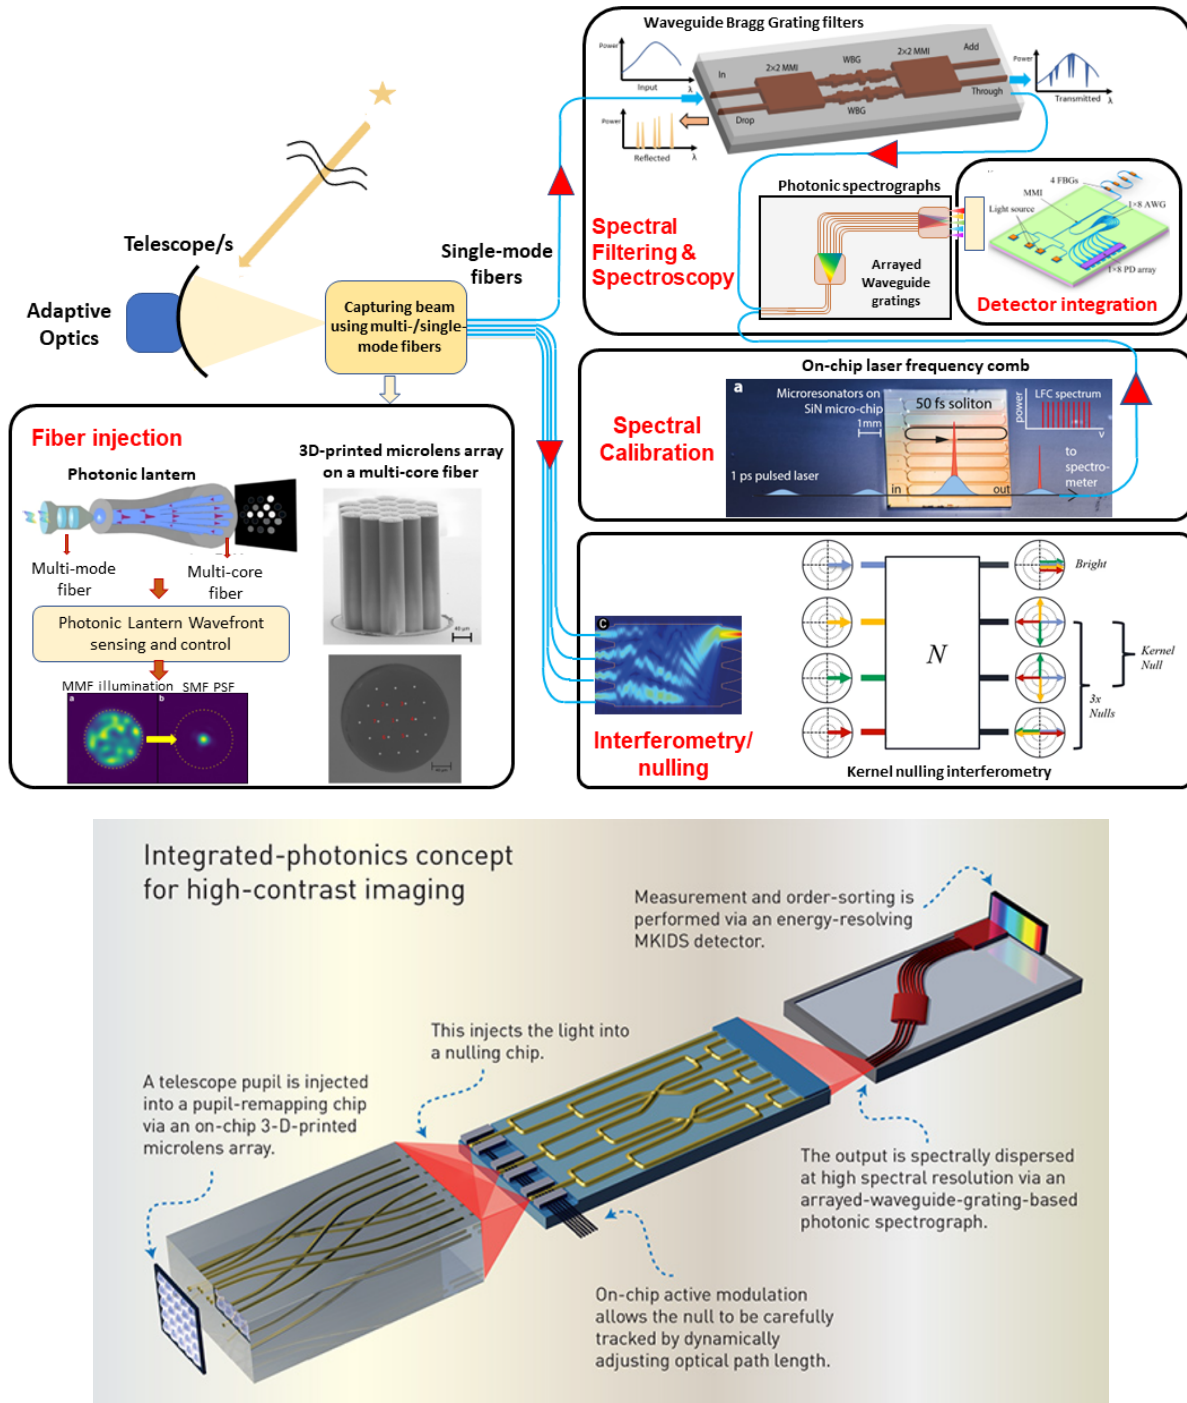 Waveguide Bragg Grating filters
Power
Input
λ
In
2×2 MMI
WBG
2×2 MMI
Add
Through
Drop
WBG
Power
Transmitted
λ
Power
Reflected
λ
Photonic spectrographs
Arrayed
Waveguide
gratings
4 FBGs
MMI
Light source
1×8 AWG
1×8 PD array
Detector integration
Spectral
Filtering &
Spectroscopy
Telescope/s
Adaptive
Optics
Single-mode
fibers
Capturing beam
using multi-/single-
mode fibers
On-chip laser frequency comb
Spectral
Calibration
a
Microresonators on
SiN micro-chip
1mm
50 fs soliton
power
LFC spectrum
ν
1 ps pulsed laser
in
out
to
spectro-
meter
Fiber injection
Photonic lantern
Multi-mode
fiber
Multi-core
fiber
Photonic Lantern Wavefront
sensing and control
MMF illumination
SMF PSF
a
b
3D-printed microlens array
on a multi-core fiber
40 µm
C
Interferometry/
nulling
N
Bright
Kernel
Null
3x
Nulls
Kernel nulling interferometry
Integrated-photonics concept
for high-contrast imaging
Measurement and order-sorting is
performed via an energy-resolving
MKIDS detector.
This injects the light into
a nulling chip.
A telescope pupil is injected
into a pupil-remapping chip
via an on-chip 3-D-printed
microlens array.
The output is spectrally dispersed
at high spectral resolution via an
arrayed-waveguide-grating-based
photonic spectrograph.
On-chip active modulation
allows the null to be carefully
tracked by dynamically
adjusting optical path length.